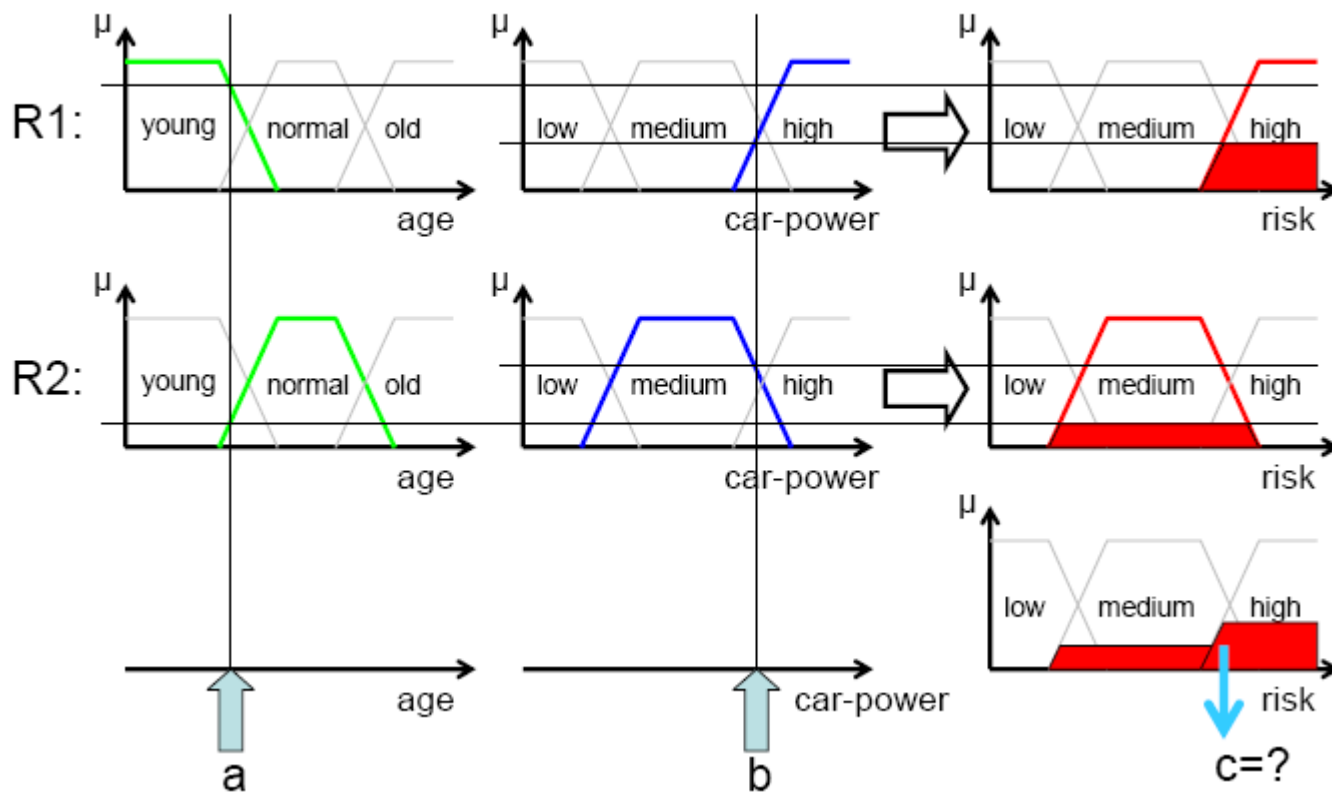 μ μ μ
R1: young normal old low medium high low medium high
age car-power risk
μ μ μ
R2: young normal old low medium high low medium high
age car-power risk
μ
low medium high
age car-power risk
a b c=?